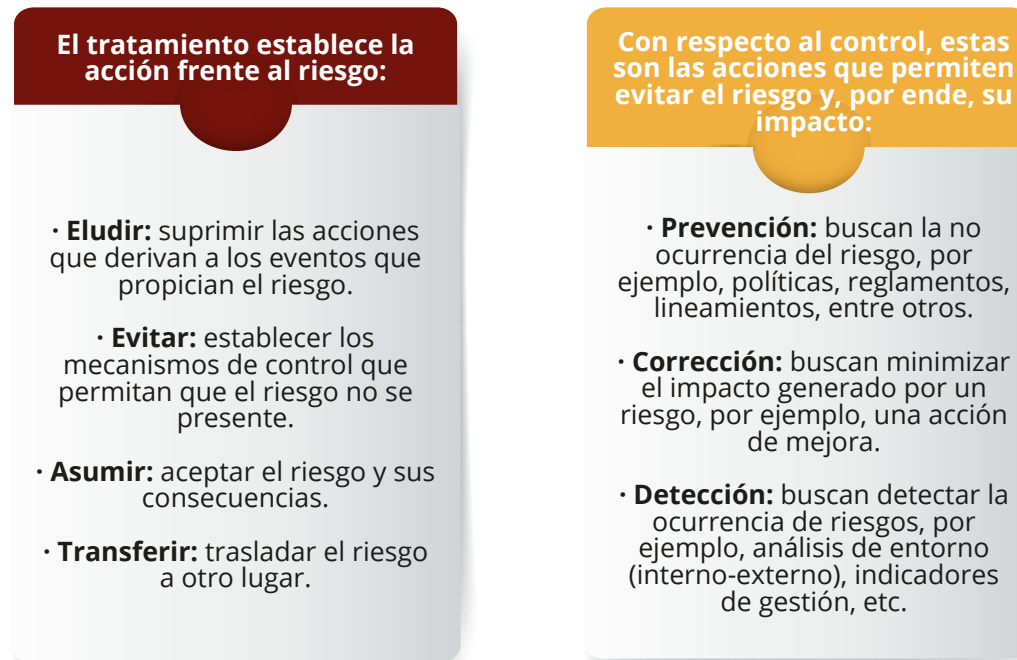 El tratamiento establece la
acción frente al riesgo:
· Eludir: suprimir las acciones
que derivan a los eventos que
propician el riesgo.
· Evitar: establecer los
mecanismos de control que
permitan que el riesgo no se
presente.
· Asumir: aceptar el riesgo y sus
consecuencias.
· Transferir: trasladar el riesgo
a otro lugar.
Con respecto al control, estas
son las acciones que permiten
evitar el riesgo y, por ende, su
impacto:
· Prevención: buscan la no
ocurrencia del riesgo, por
ejemplo, políticas, reglamentos,
lineamientos, entre otros.
· Corrección: buscan minimizar
el impacto generado por un
riesgo, por ejemplo, una acción
de mejora.
· Detección: buscan detectar la
ocurrencia de riesgos, por
ejemplo, análisis de entorno
(interno-externo), indicadores
de gestión, etc.